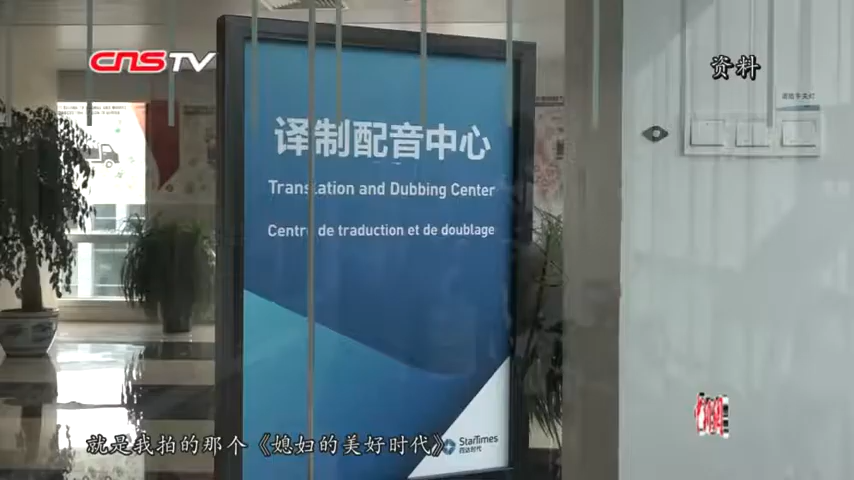 CNSTV
资料
译制配音中心
Translation and Dubbing Center
Centre de traduction et de doublage
StarTimes
四达时代
就是我拍的那个《媳妇的美好时代》